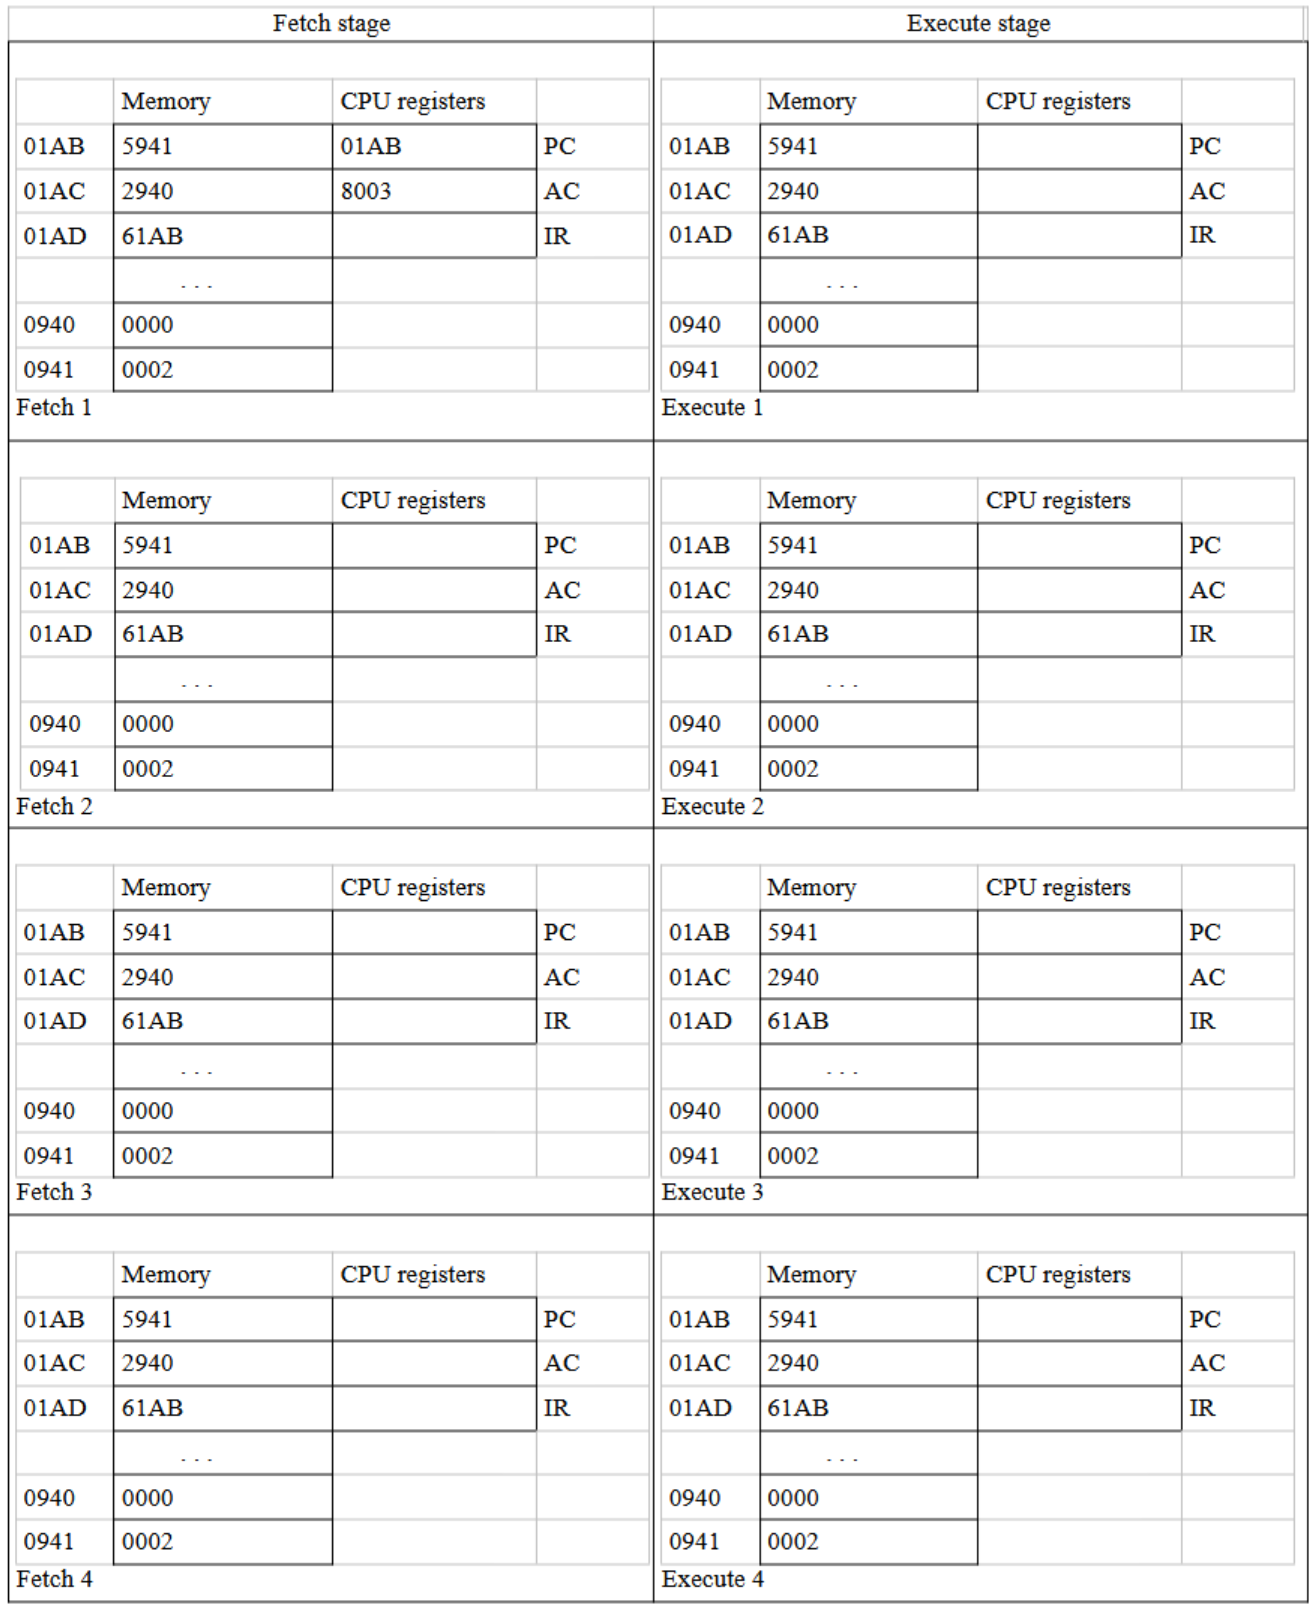 Fetch stage Execute stage
Memory CPU registers Memory CPU registers
01AB 5941 01AB PC 01AB 5941 PC
01AC 2940 8003 AC 01AC 2940 AC
01AD 61AB IR 01AD 61AB IR
... ...
0940 0000 0940 0000
0941 0002 0941 0002
Fetch 1 Execute 1
Memory CPU registers Memory CPU registers
01AB 5941 PC 01AB 5941 PC
01AC 2940 AC 01AC 2940 AC
01AD 61AB IR 01AD 61AB IR
... ...
0940 0000 0940 0000
0941 0002 0941 0002
Fetch 2 Execute 2
Memory CPU registers Memory CPU registers
01AB 5941 PC 01AB 5941 PC
01AC 2940 AC 01AC 2940 AC
01AD 61AB IR 01AD 61AB IR
... ...
0940 0000 0940 0000
0941 0002 0941 0002
Fetch 3 Execute 3
Memory CPU registers Memory CPU registers
01AB 5941 PC 01AB 5941 PC
01AC 2940 AC 01AC 2940 AC
01AD 61AB IR 01AD 61AB IR
... ...
0940 0000 0940 0000
0941 0002 0941 0002
Fetch 4 Execute 4